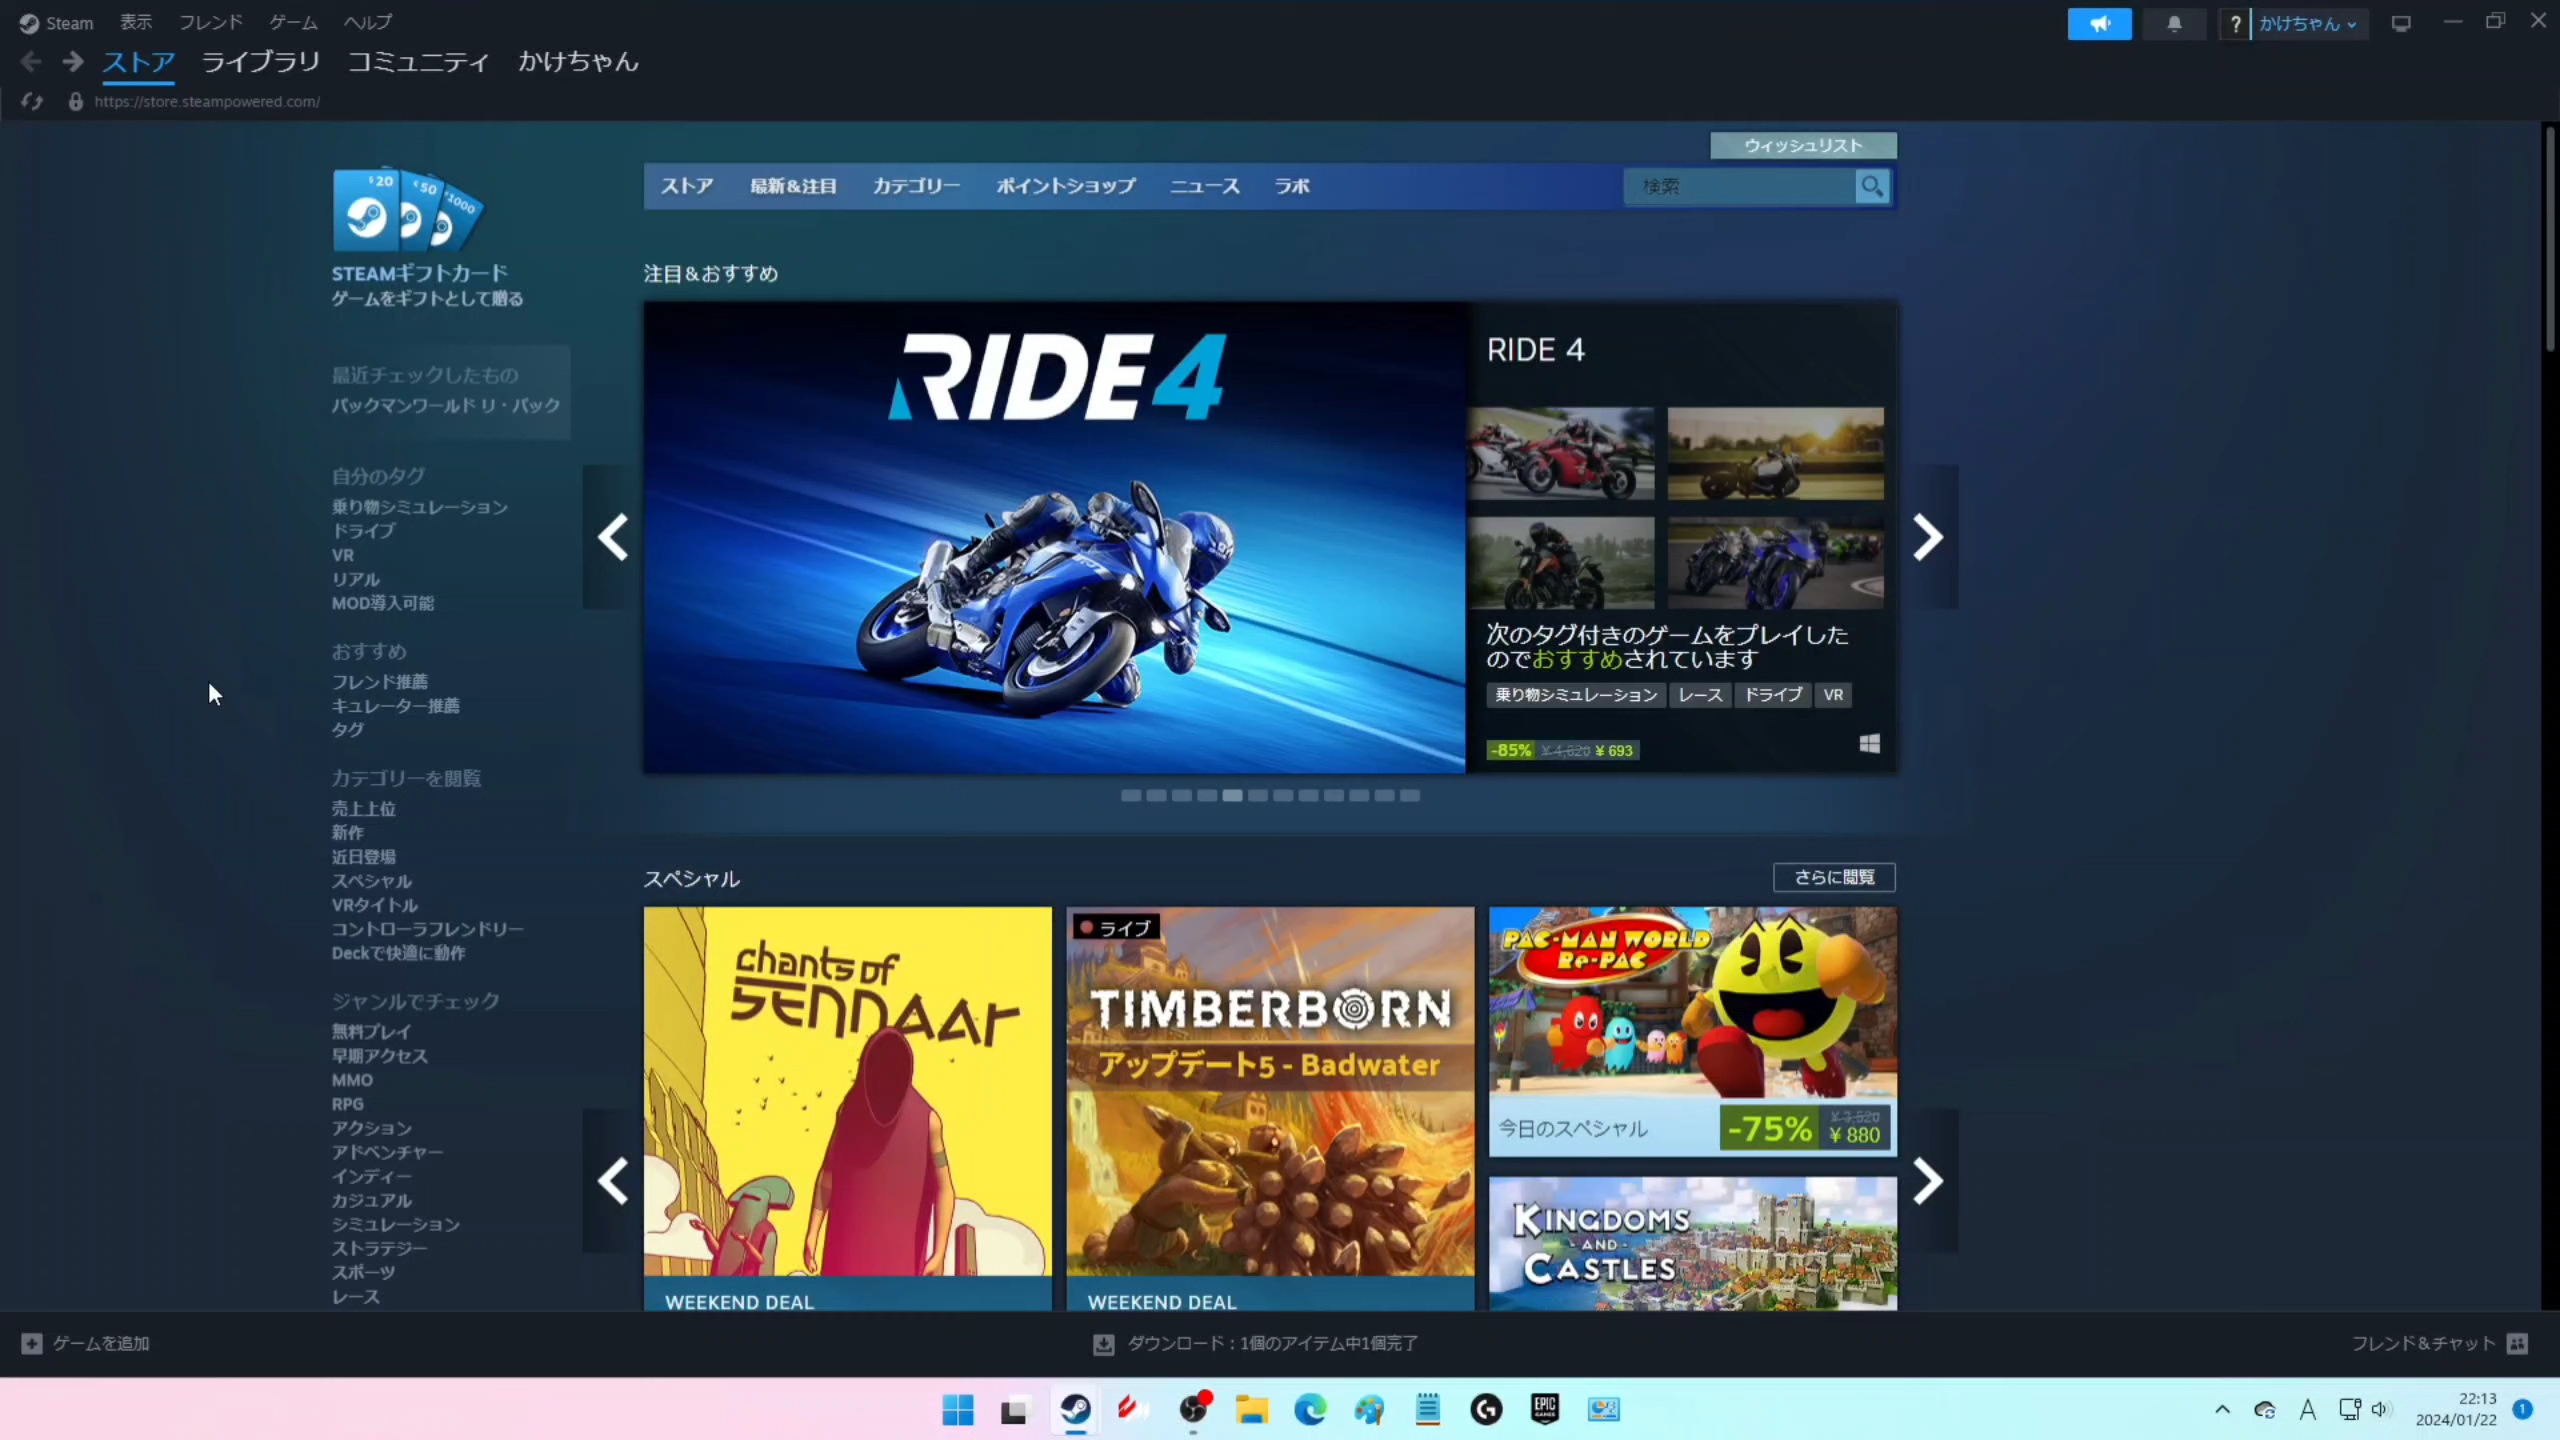 Steam 表示 フレンド ゲーム ヘルプ
? かけちゃん
ストア ライブラリ コミュニティ かけちゃん
https://store.steampowered.com/
ウィッシュリスト
$20 €50 ¥1000
ストア 最新&注目 カテゴリー ポイントショップ ニュース ラボ 検索
STEAMギフトカード
ゲームをギフトとして贈る
注目&おすすめ
最近チェックしたもの
パックマンワールド リ・パック
自分のタグ
乗り物シミュレーション
ドライブ
VR
リアル
MOD導入可能
おすすめ
フレンド推薦
キュレーター推薦
タグ
カテゴリーを閲覧
売上上位
新作
近日登場
スペシャル
VRタイトル
コントローラフレンドリー
Deckで快適に動作
ジャンルでチェック
無料プレイ
早期アクセス
MMO
RPG
アクション
アドベンチャー
インディー
カジュアル
シミュレーション
ストラテジー
スポーツ
レース
RIDE 4
RIDE 4
次のタグ付きのゲームをプレイした
のでおすすめされています
乗り物シミュレーション レース ドライブ VR
-85% ¥ 4,620 ¥ 693
スペシャル
さらに閲覧
chants of
SENNAAR
WEEKEND DEAL
ライブ
TIMBERBORN
アップデート5 - Badwater
WEEKEND DEAL
PAC-MAN WORLD
Re-PAC
今日のスペシャル -75% ¥ 3,520
¥ 880
KINGDOMS
- AND -
CASTLES
ゲームを追加
ダウンロード:1個のアイテム中1個完了
フレンド&チャット
EPIC
GAMES
A
22:13
2024/01/22
1